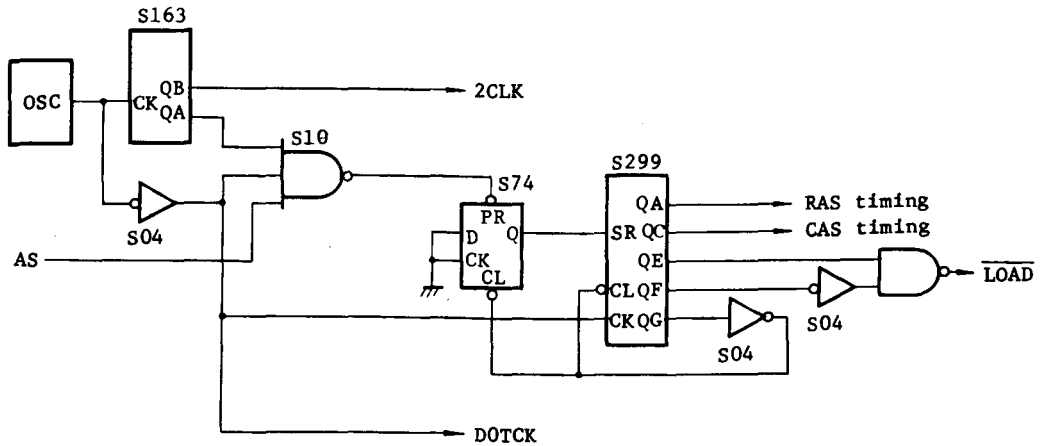 S163
OSC
CK
QB
QA
2CLK
S10
S04
AS
S74
PR
D
Q
CK
CL
S299
QA
RAS timing
SR
QC
CAS timing
QE
LOAD
CL
QF
S04
CK
QG
S04
DOTCK